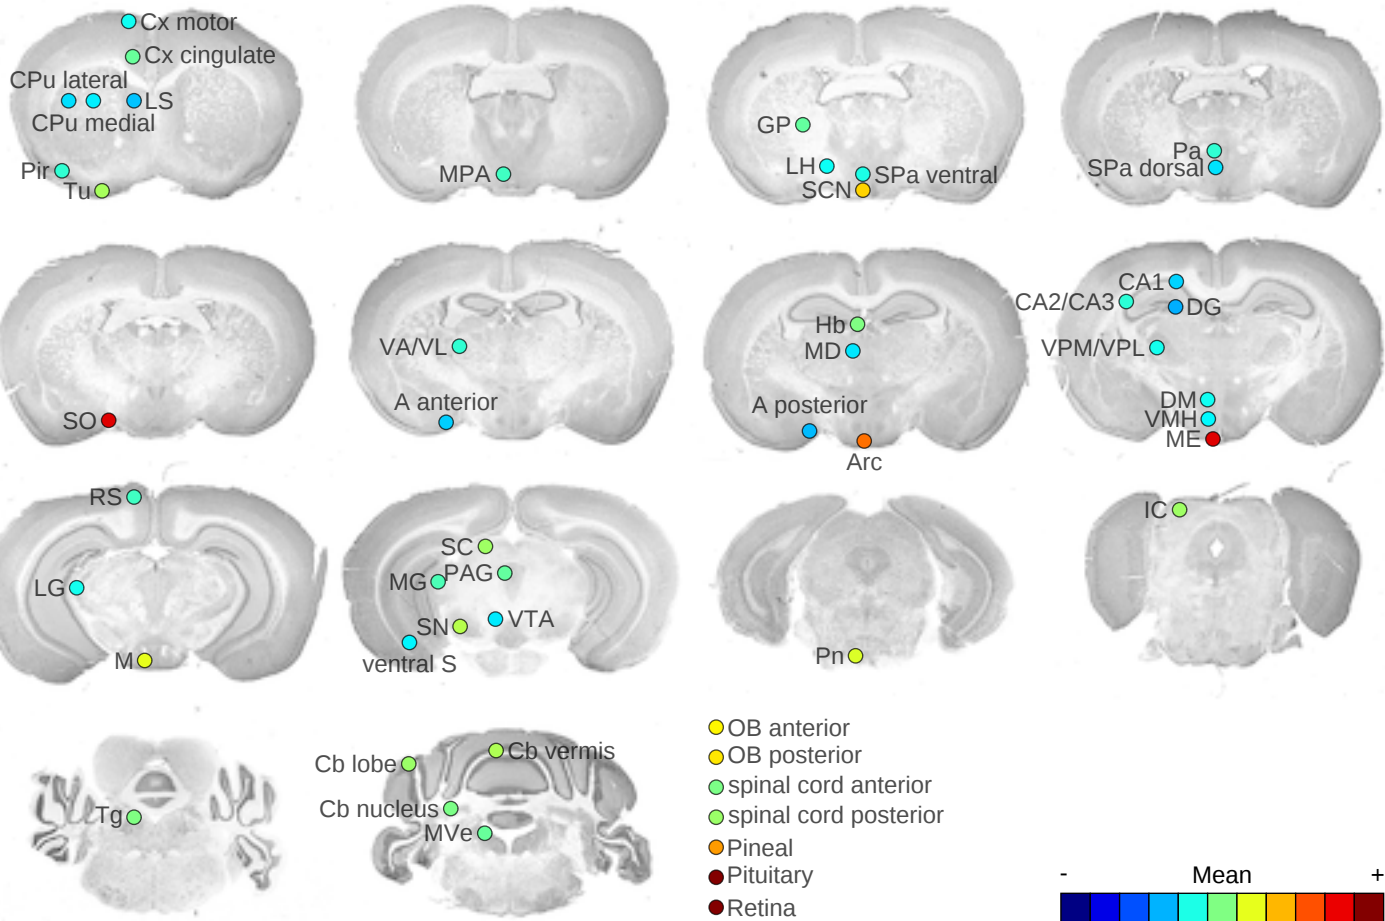 Cx motor
Cx cingulate
CPu lateral
LS
CPu medial
Pir
Tu
MPA
GP
LH
SPa ventral
SCN
Pa
SPa dorsal
SO
VA/VL
A anterior
Hb
MD
A posterior
Arc
CA1
CA2/CA3
DG
VPM/VPL
DM
VMH
ME
RS
LG
M
SC
MG
PAG
SN
VTA
ventral S
Pn
IC
Tg
Cb lobe
Cb vermis
Cb nucleus
MVe
OB anterior
OB posterior
spinal cord anterior
spinal cord posterior
Pineal
Pituitary
Retina
- Mean +